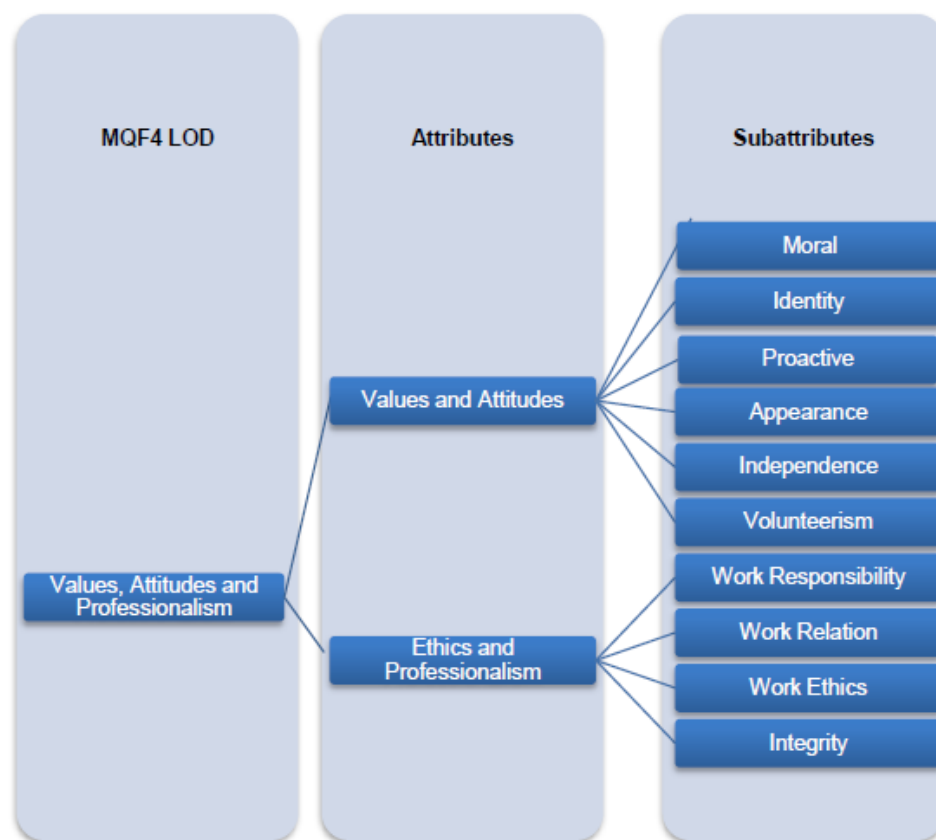 MQF4 LOD
Attributes
Subattributes
Moral
Identity
Proactive
Values and Attitudes
Appearance
Independence
Volunteerism
Values, Attitudes and
Professionalism
Work Responsibility
Work Relation
Ethics and
Professionalism
Work Ethics
Integrity